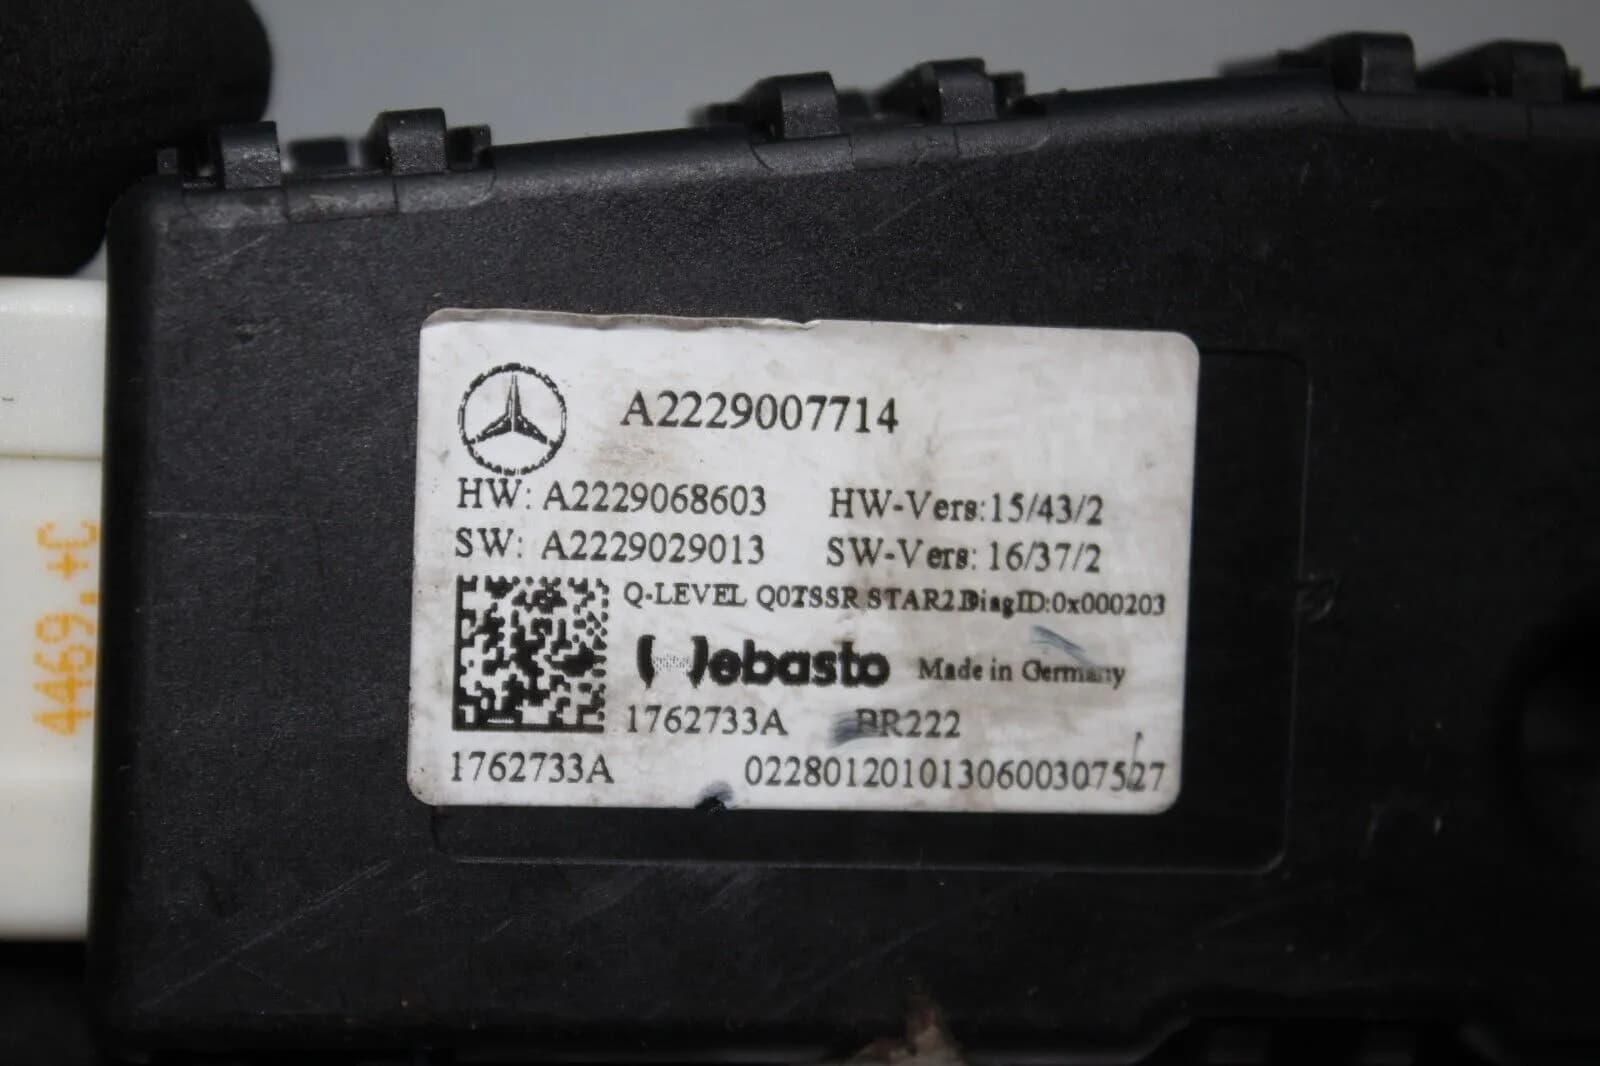 A2229007714
HW: A2229068603 HW-Vers:15/43/2
SW: A2229029013 SW-Vers: 16/37/2
Q-LEVEL Q0TSSR STAR2 DiagID:0x000203
Webasto Made in Germany
1762733A BR222
1762733A 0228012010130600307527
4469.+C